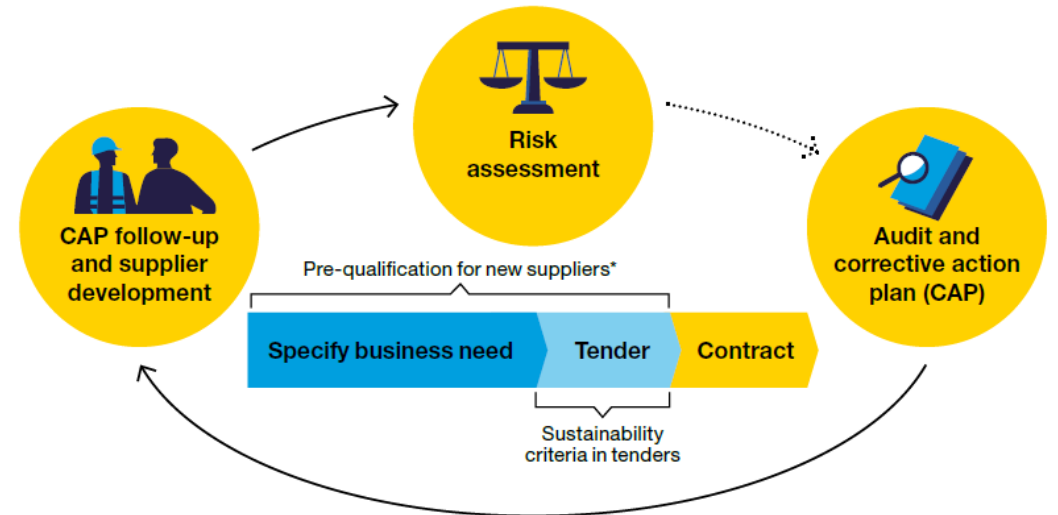 Risk
assessment
CAP follow-up
and supplier
development
Audit and
corrective action
plan (CAP)
Pre-qualification for new suppliers*
Specify business need
Tender
Contract
Sustainability
criteria in tenders